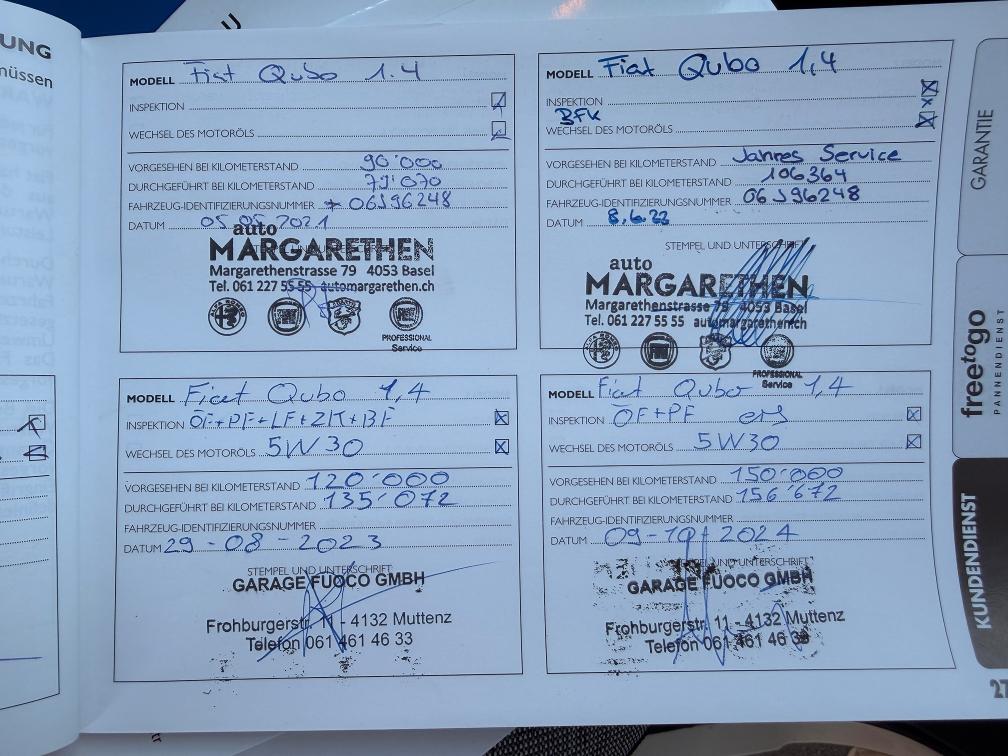 UNG
müssen
MODELL Fiat Qubo 1.4
INSPEKTION
WECHSEL DES MOTORÖLS
VORGESEHEN BEI KILOMETERSTAND 90'000
DURCHGEFÜHRT BEI KILOMETERSTAND 79'070
FAHRZEUG-IDENTIFIZIERUNGSNUMMER * 06J96248
DATUM 05.05.2021
auto
MARGARETHEN
Margarethenstrasse 79 4053 Basel
Tel. 061 227 55 55 automargarethen.ch
PROFESSIONAL
Service
MODELL Fiat Qubo 1,4
INSPEKTION
BFK
WECHSEL DES MOTORÖLS
VORGESEHEN BEI KILOMETERSTAND Jahres Service
DURCHGEFÜHRT BEI KILOMETERSTAND 106364
FAHRZEUG-IDENTIFIZIERUNGSNUMMER 06J96248
DATUM 8.6.22
STEMPEL UND UNTERSCHRIFT
auto
MARGARETHEN
Margarethenstrasse 79 4053 Basel
Tel. 061 227 55 55 automargarethen.ch
PROFESSIONAL
Service
MODELL Fiat Qubo 1,4
INSPEKTION ÖF+PF+LF+ZK+BF
WECHSEL DES MOTORÖLS 5W30
VORGESEHEN BEI KILOMETERSTAND 120'000
DURCHGEFÜHRT BEI KILOMETERSTAND 135'072
FAHRZEUG-IDENTIFIZIERUNGSNUMMER
DATUM 29-08-2023
STEMPEL UND UNTERSCHRIFT
GARAGE FUOCO GMBH
Frohburgerstr. 11 - 4132 Muttenz
Telefon 061 461 46 33
MODELL Fiat Qubo 1,4
INSPEKTION ÖF+PF
WECHSEL DES MOTORÖLS 5W30
VORGESEHEN BEI KILOMETERSTAND 150'000
DURCHGEFÜHRT BEI KILOMETERSTAND 156'672
FAHRZEUG-IDENTIFIZIERUNGSNUMMER
DATUM 09-10-2024
STEMPEL UND UNTERSCHRIFT
GARAGE FUOCO GMBH
Frohburgerstr. 11 - 4132 Muttenz
Telefon 061 461 46 33
GARANTIE
freetogo
PANNENDIENST
KUNDENDIENST
27